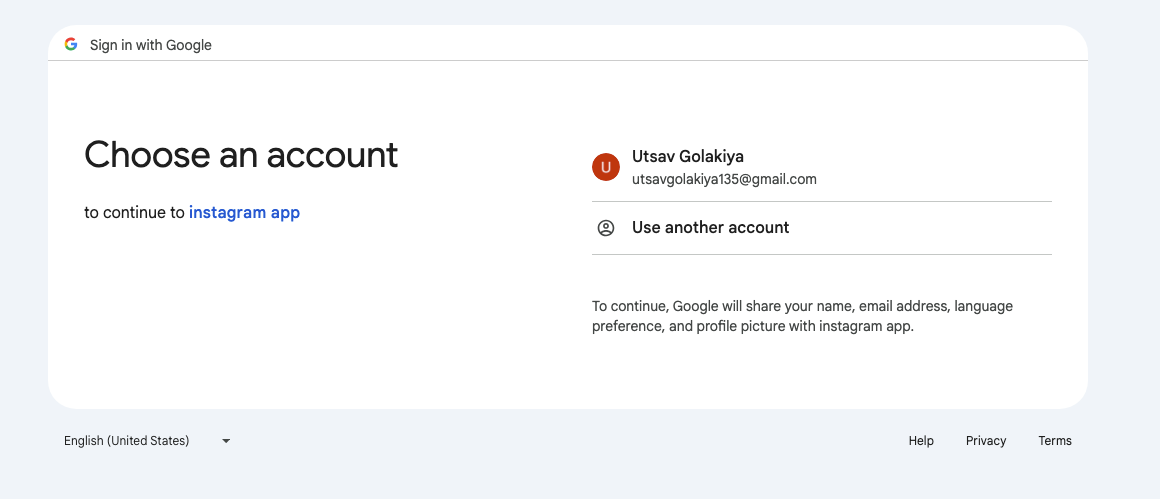 Sign in with Google
Choose an account
to continue to instagram app
Utsav Golakiya
utsavgolakiya135@gmail.com
Use another account
To continue, Google will share your name, email address, language
preference, and profile picture with instagram app.
English (United States)
Help Privacy Terms